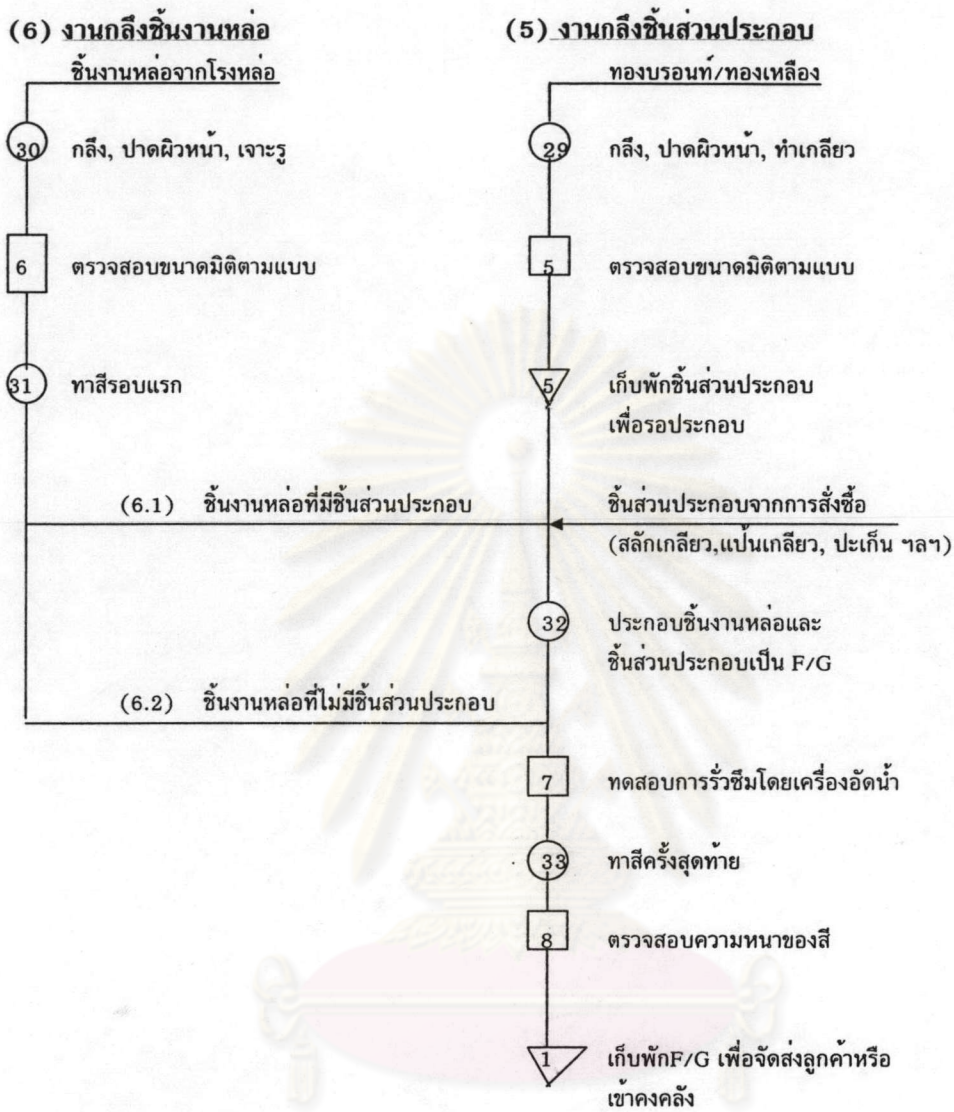 (6) งานกลึงชิ้นงานหล่อ
ชิ้นงานหล่อจากโรงหล่อ
30 กลึง, ปาดผิวหน้า, เจาะรู
6 ตรวจสอบขนาดมิติตามแบบ
31 ทาสีรอบแรก
(6.1) ชิ้นงานหล่อที่มีชิ้นส่วนประกอบ
(6.2) ชิ้นงานหล่อที่ไม่มีชิ้นส่วนประกอบ
(5) งานกลึงชิ้นส่วนประกอบ
ทองบรอนท์/ทองเหลือง
29 กลึง, ปาดผิวหน้า, ทำเกลียว
5 ตรวจสอบขนาดมิติตามแบบ
5 เก็บพักชิ้นส่วนประกอบ
เพื่อรอประกอบ
ชิ้นส่วนประกอบจากการสั่งซื้อ
(สลักเกลียว,แป้นเกลียว, ปะเก็น ฯลฯ)
32 ประกอบชิ้นงานหล่อและ
ชิ้นส่วนประกอบเป็น F/G
7 ทดสอบการรั่วซึมโดยเครื่องอัดน้ำ
33 ทาสีครั้งสุดท้าย
8 ตรวจสอบความหนาของสี
1 เก็บพักF/G เพื่อจัดส่งลูกค้าหรือ
เข้าคงคลัง